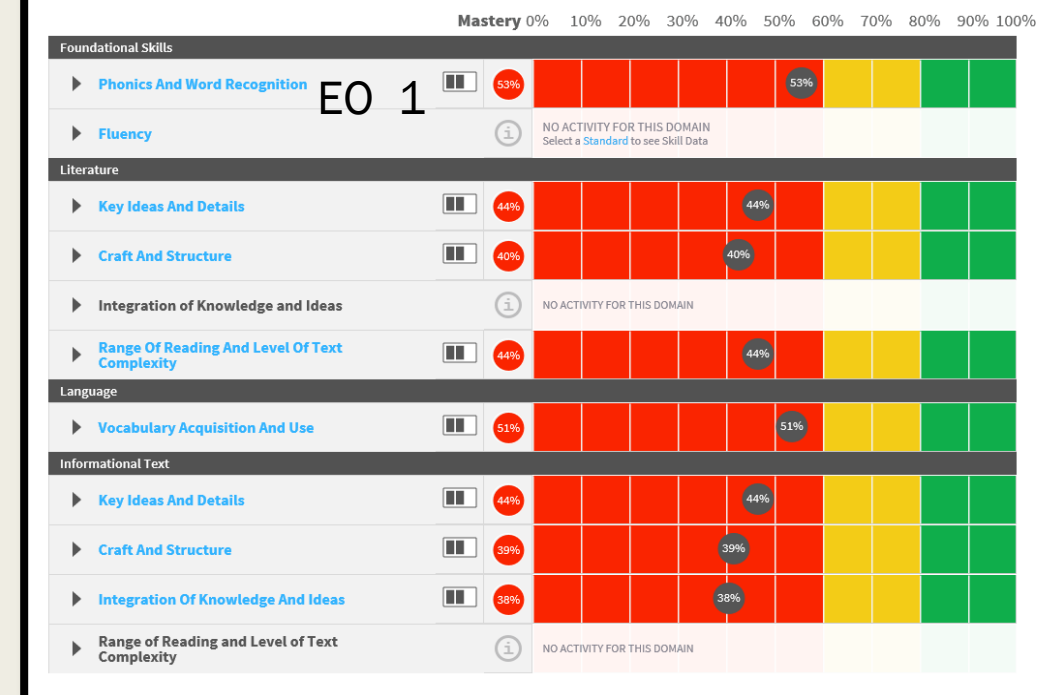 Mastery 0% 10% 20% 30% 40% 50% 60% 70% 80% 90% 100%
Foundational Skills
Phonics And Word Recognition 53% 53%
EO 1
Fluency i NO ACTIVITY FOR THIS DOMAIN
Select a Standard to see Skill Data
Literature
Key Ideas And Details 44% 44%
Craft And Structure 40% 40%
Integration of Knowledge and Ideas i NO ACTIVITY FOR THIS DOMAIN
Range Of Reading And Level Of Text
Complexity 44% 44%
Language
Vocabulary Acquisition And Use 51% 51%
Informational Text
Key Ideas And Details 44% 44%
Craft And Structure 39% 39%
Integration Of Knowledge And Ideas 38% 38%
Range of Reading and Level of Text
Complexity i NO ACTIVITY FOR THIS DOMAIN